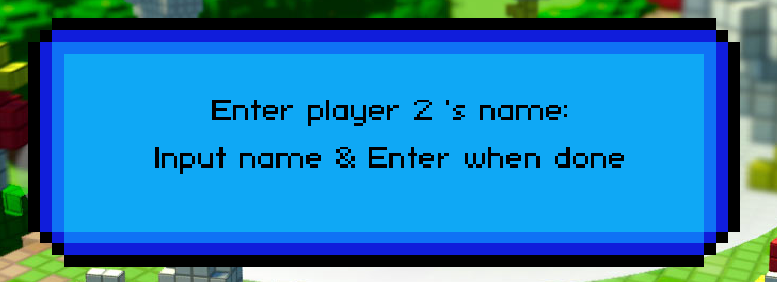 Enter player 2 's name:
Input name & Enter when done